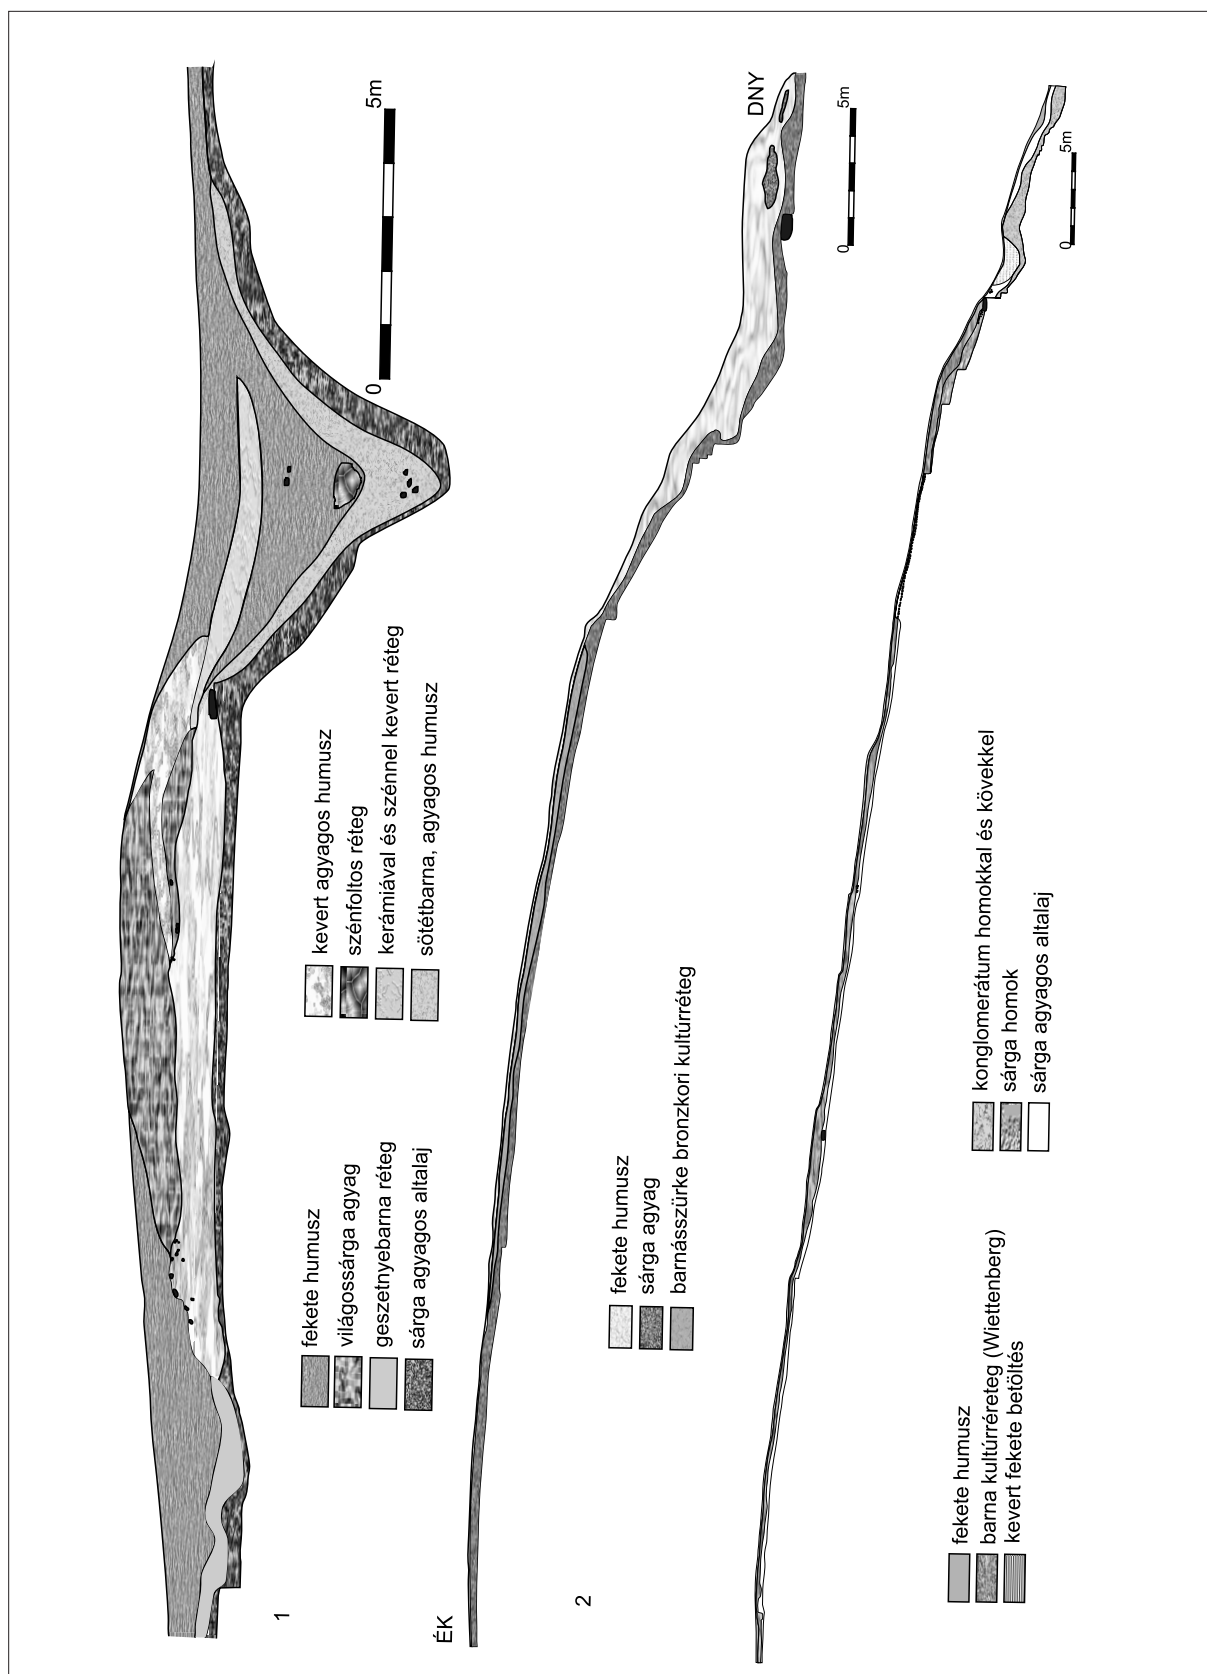 5m
0
kevert agyagos humusz
szénfoltos réteg
kerámiával és szénnel kevert réteg
sötétbarna, agyagos humusz
fekete humusz
világossárga agyag
geszetnyebarna réteg
sárga agyagos altalaj
1
ÉK
DNY
5m
0
fekete humusz
sárga agyag
barnásszürke bronzkori kultúrréteg
2
5m
0
konglomerátum homokkal és kövekkel
sárga homok
sárga agyagos altalaj
fekete humusz
barna kultúrréteg (Wiettenberg)
kevert fekete betöltés